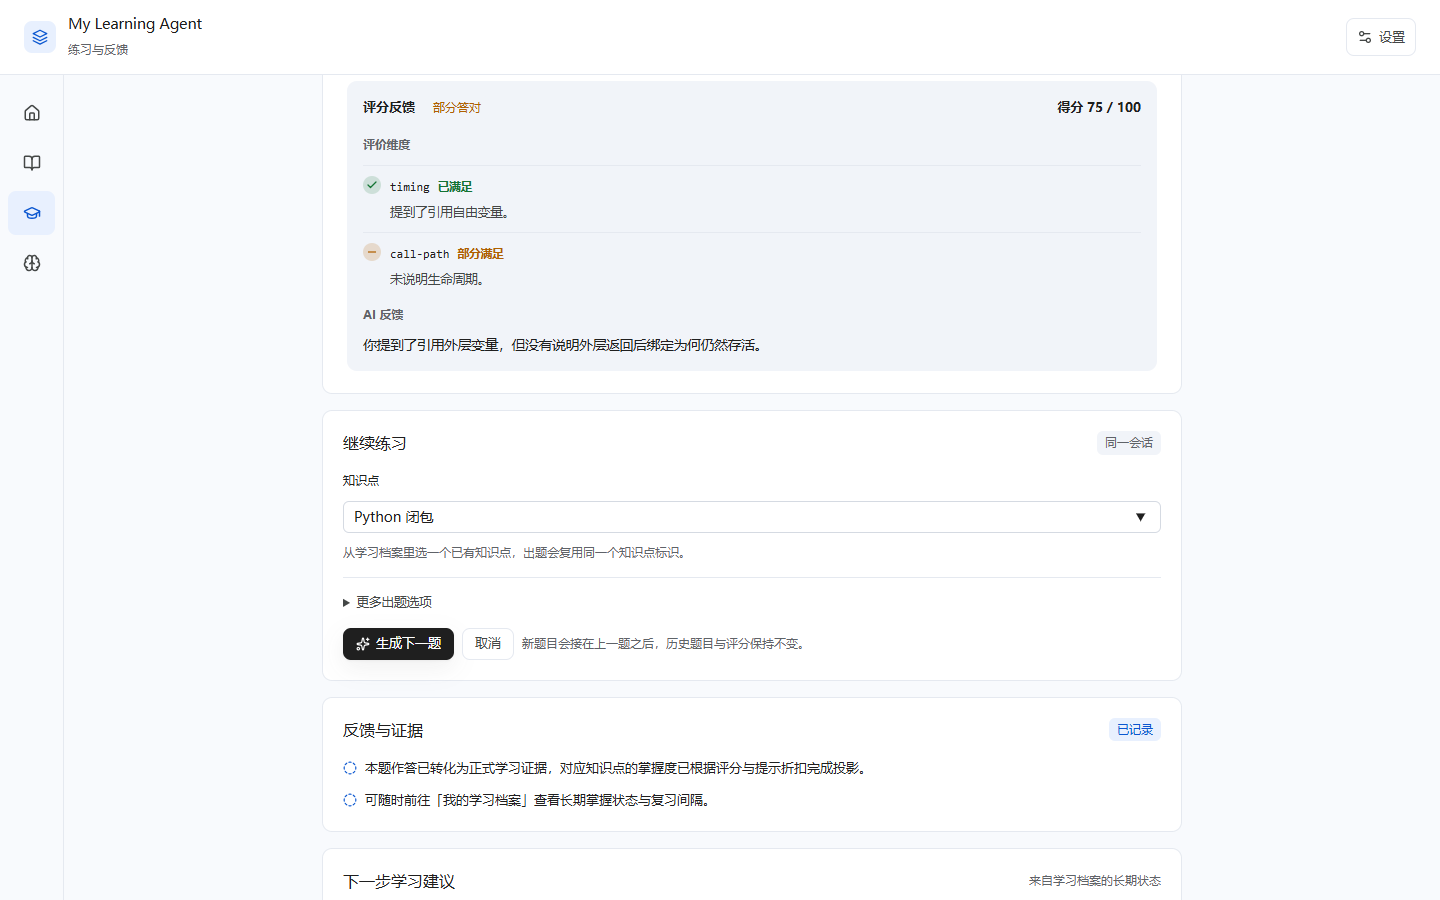 My Learning Agent
练习与反馈
设置
评分反馈 部分答对 得分 75 / 100
评价维度
timing 已满足
提到了引用自由变量。
call-path 部分满足
未说明生命周期。
AI 反馈
你提到了引用外层变量，但没有说明外层返回后绑定为何仍然存活。
继续练习 同一会话
知识点
Python 闭包
从学习档案里选一个已有知识点，出题会复用同一个知识点标识。
更多出题选项
生成下一题 取消 新题目会接在上一题之后，历史题目与评分保持不变。
反馈与证据 已记录
本题作答已转化为正式学习证据，对应知识点的掌握度已根据评分与提示折扣完成投影。
可随时前往「我的学习档案」查看长期掌握状态与复习间隔。
下一步学习建议 来自学习档案的长期状态